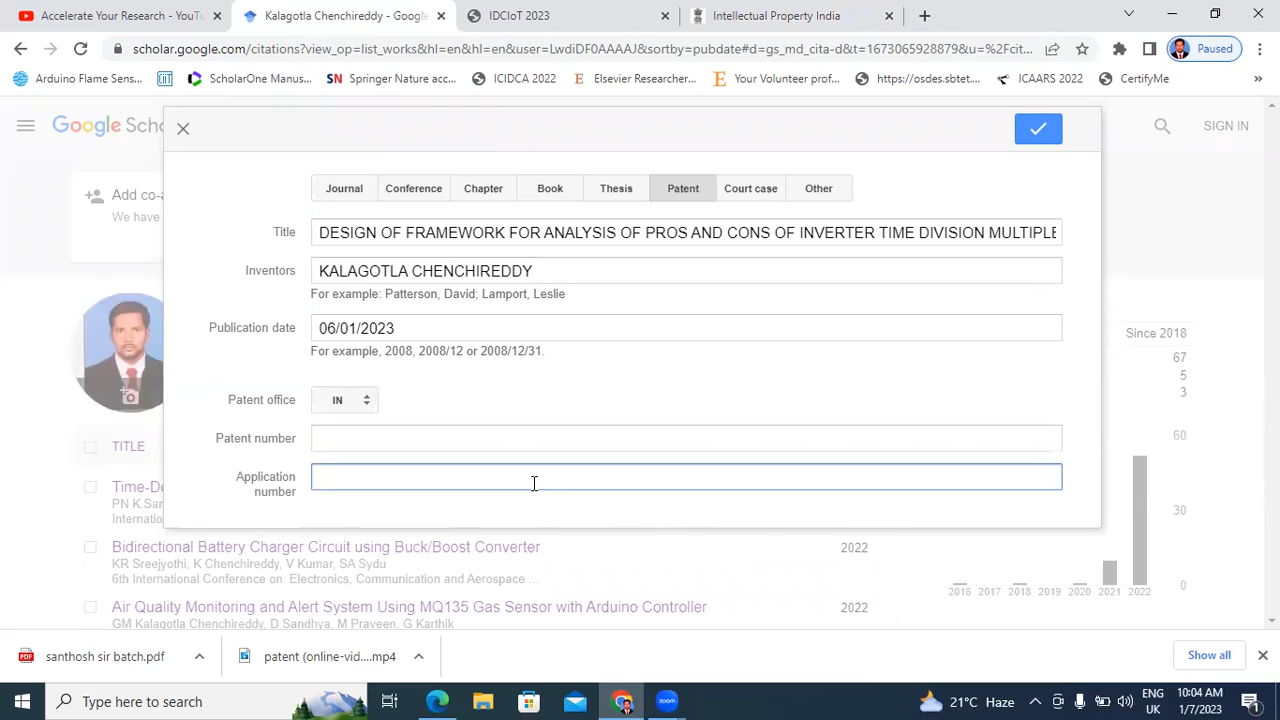 Accelerate Your Research - YouT
Kalagotla Chenchireddy - Google
IDCIoT 2023
Intellectual Property India
scholar.google.com/citations?view_op=list_works&hl=en&hl=en&user=LwdiDF0AAAAJ&sortby=pubdate#d=gs_md_cita-d&t=1673065928879&u=%2Fcit...
Paused
Arduino Flame Sens...
ScholarOne Manus...
Springer Nature acc...
ICIDCA 2022
Elsevier Researcher...
Your Volunteer prof...
https://osdes.sbtet....
ICAARS 2022
CertifyMe
»
Google Scho
SIGN IN
Journal
Conference
Chapter
Book
Thesis
Patent
Court case
Other
Add co-a
We have
Title
DESIGN OF FRAMEWORK FOR ANALYSIS OF PROS AND CONS OF INVERTER TIME DIVISION MULTIPLE
Inventors
KALAGOTLA CHENCHIREDDY
For example: Patterson, David; Lamport, Leslie
Publication date
06/01/2023
For example, 2008, 2008/12 or 2008/12/31.
Since 2018
67
5
3
Patent office
IN
Patent number
Application
number
60
30
0
2016 2017 2018 2019 2020 2021 2022
TITLE
Time-Do
PN K.San
Internation
Bidirectional Battery Charger Circuit using Buck/Boost Converter
2022
KR Sreejyothi, K Chenchireddy, V Kumar, SA Sydu
6th International Conference on. Electronics, Communication and Aerospace ...
Air Quality Monitoring and Alert System Using MQ135 Gas Sensor with Arduino Controller
2022
GM Kalagotla Chenchireddy, D Sandhya, M Praveen, G Karthik
santhosh sir batch.pdf
patent (online-vid....mp4
Show all
Type here to search
21°C Haze
ENG
UK
10:04 AM
1/7/2023